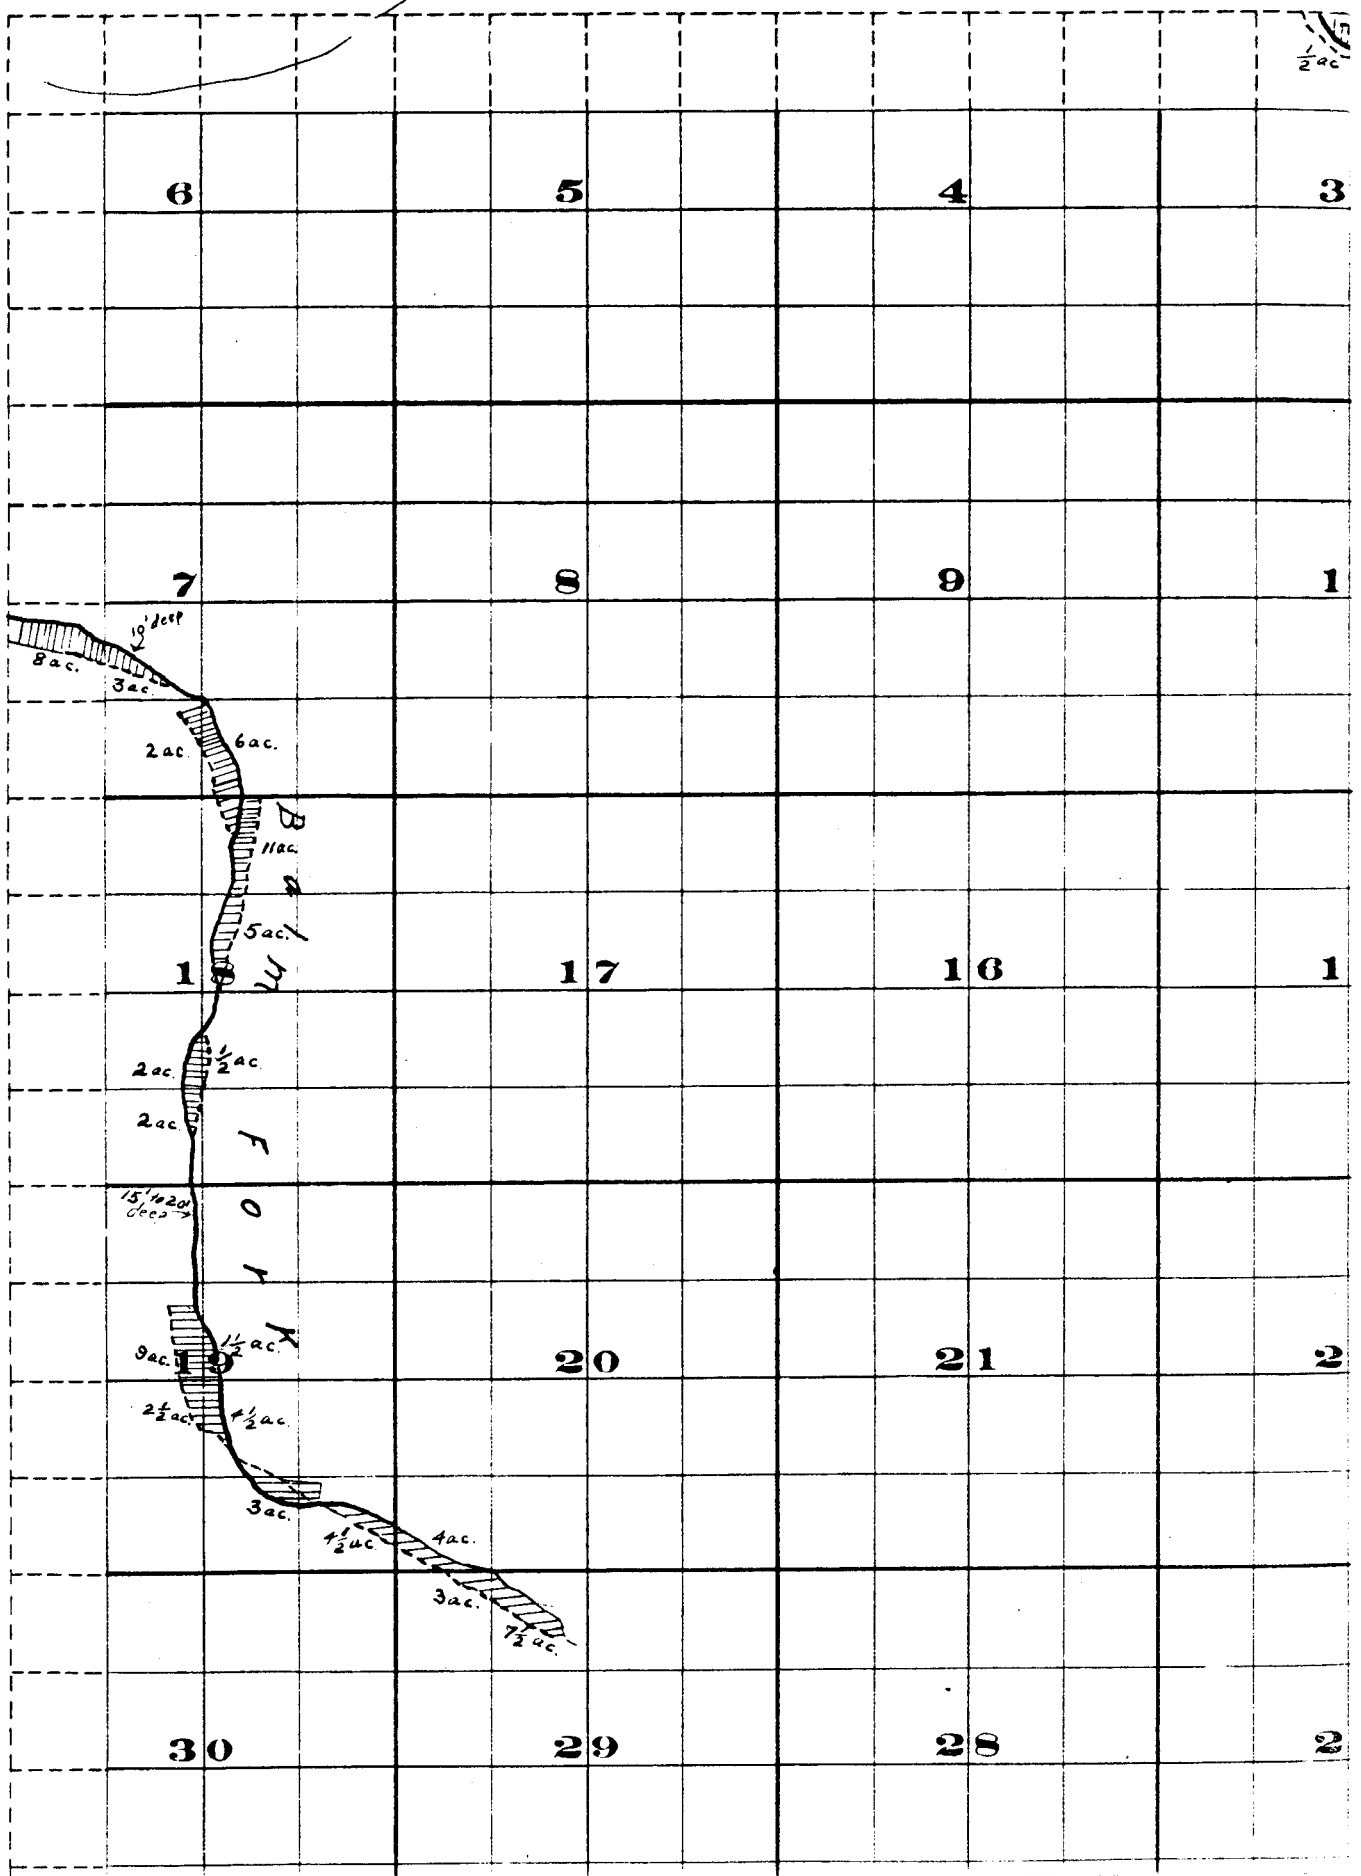 ½ ac
6 5 4 3
7 8 9 1
10' deep
8 ac.
3 ac.
2 ac.
6 ac.
11 ac.
5 ac.
Balm
18 17 16 1
2 ac.
½ ac.
2 ac.
Fork
15' to 20'
deep
9 ac.
1½ ac.
19 20 21 2
2½ ac.
4½ ac.
3 ac.
4½ ac.
4 ac.
3 ac.
7½ ac.
30 29 28 2